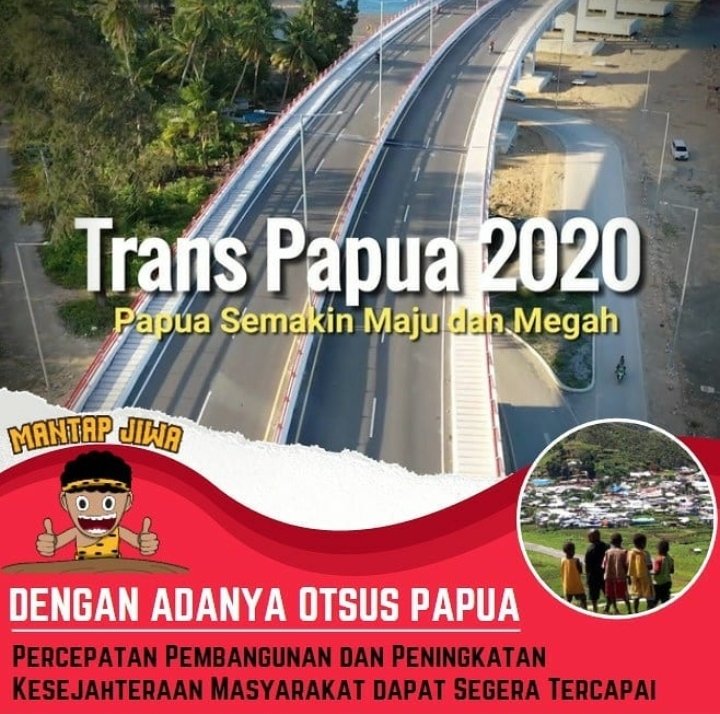 Trans Papua 2020
Papua Semakin Maju dan Megah
MANTAP JIWA
DENGAN ADANYA OTSUS PAPUA
PERCEPATAN PEMBANGUNAN DAN PENINGKATAN
KESEJAHTERAAN MASYARAKAT DAPAT SEGERA TERCAPAI